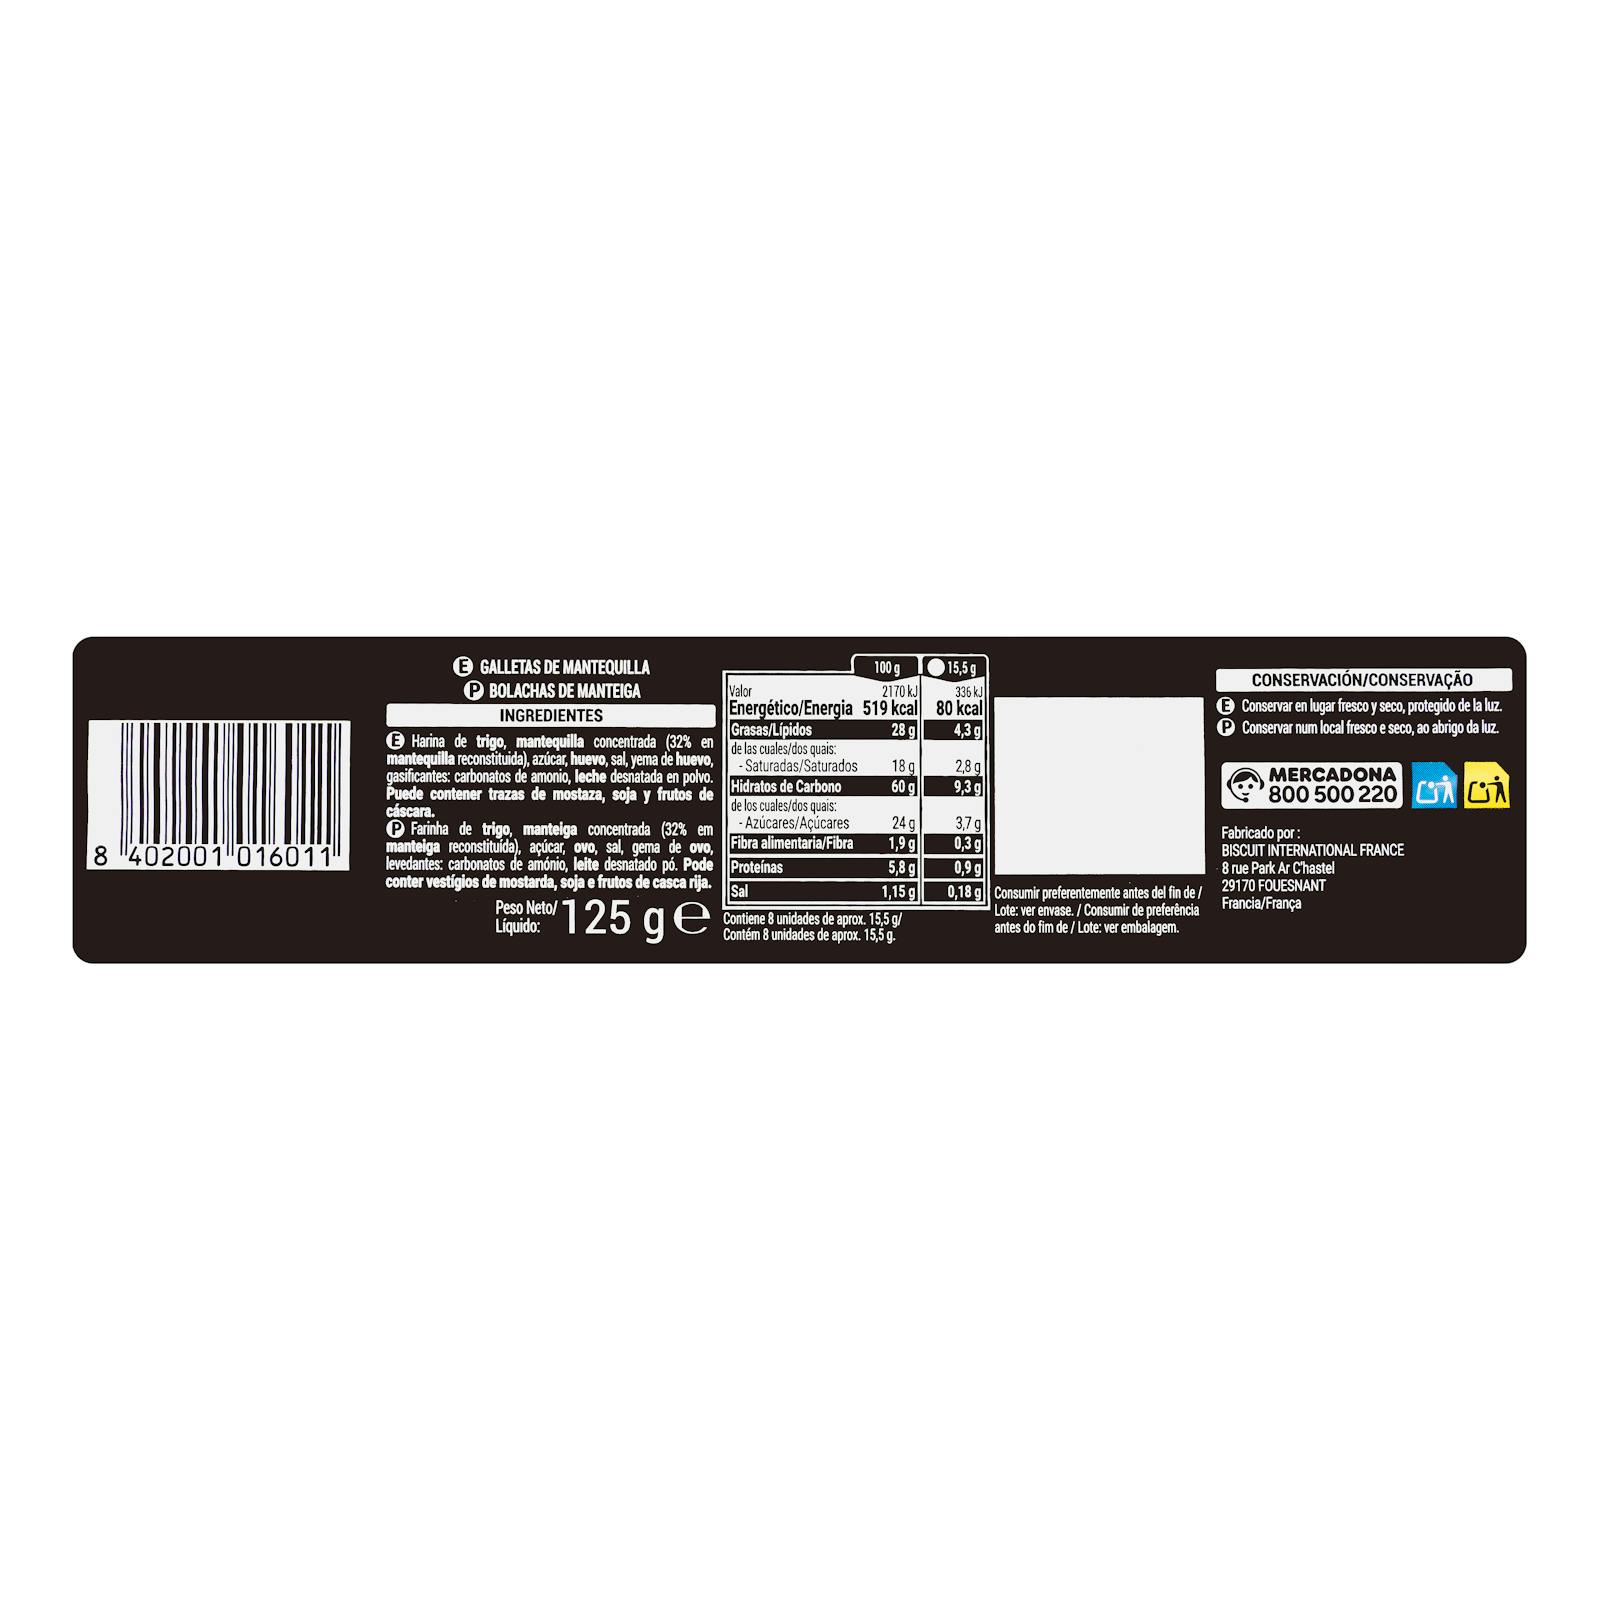 8 402001 016011
E GALLETAS DE MANTEQUILLA
P BOLACHAS DE MANTEIGA
INGREDIENTES
E Harina de trigo, mantequilla concentrada (32% en
mantequilla reconstituida), azúcar, huevo, sal, yema de huevo,
gasificantes: carbonatos de amonio, leche desnatada en polvo.
Puede contener trazas de mostaza, soja y frutos de
cáscara.
P Farinha de trigo, manteiga concentrada (32% em
manteiga reconstituída), açúcar, ovo, sal, gema de ovo,
levedantes: carbonatos de amónio, leite desnatado pó. Pode
conter vestígios de mostarda, soja e frutos de casca rija.
Peso Neto/
Líquido: 125 g e
100 g 15,5 g
Valor 2170 kJ 336 kJ
Energético/Energia 519 kcal 80 kcal
Grasas/Lípidos 28 g 4,3 g
de las cuales/dos quais:
- Saturadas/Saturados 18 g 2,8 g
Hidratos de Carbono 60 g 9,3 g
de los cuales/dos quais:
- Azúcares/Açúcares 24 g 3,7 g
Fibra alimentaria/Fibra 1,9 g 0,3 g
Proteínas 5,8 g 0,9 g
Sal 1,15 g 0,18 g
Contiene 8 unidades de aprox. 15,5 g/
Contém 8 unidades de aprox. 15,5 g.
Consumir preferentemente antes del fin de /
Lote: ver envase. / Consumir de preferência
antes do fim de / Lote: ver embalagem.
CONSERVACIÓN/CONSERVAÇÃO
E Conservar en lugar fresco y seco, protegido de la luz.
P Conservar num local fresco e seco, ao abrigo da luz.
MERCADONA
800 500 220
Fabricado por :
BISCUIT INTERNATIONAL FRANCE
8 rue Park Ar C'hastel
29170 FOUESNANT
Francia/França